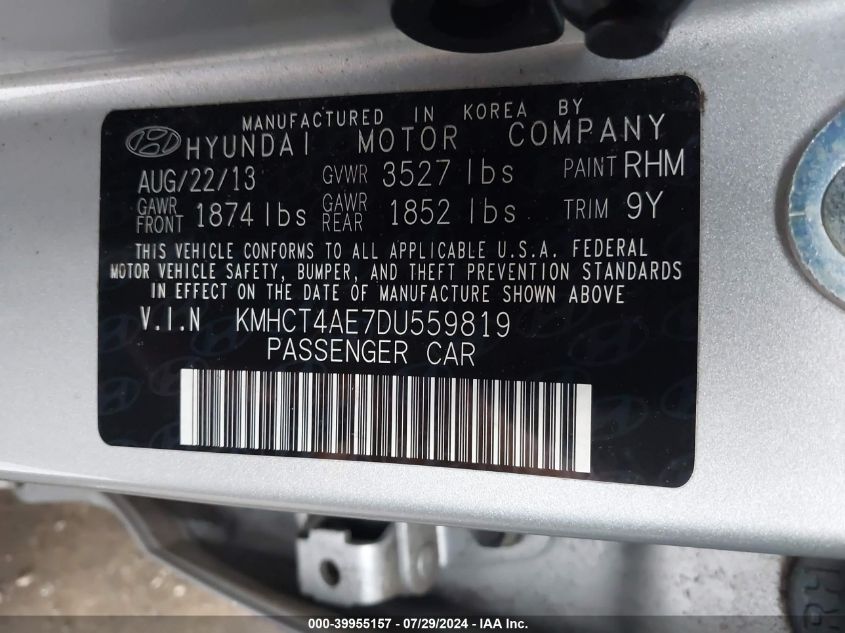 MANUFACTURED IN KOREA BY
HYUNDAI MOTOR COMPANY
AUG/22/13 GVWR 3527 lbs PAINT RHM
GAWR FRONT 1874 lbs GAWR REAR 1852 lbs TRIM 9Y
THIS VEHICLE CONFORMS TO ALL APPLICABLE U.S.A. FEDERAL
MOTOR VEHICLE SAFETY, BUMPER, AND THEFT PREVENTION STANDARDS
IN EFFECT ON THE DATE OF MANUFACTURE SHOWN ABOVE
V.I.N KMHCT4AE7DU559819
PASSENGER CAR
000-39955157 / 07/29/2024 - IAA Inc.